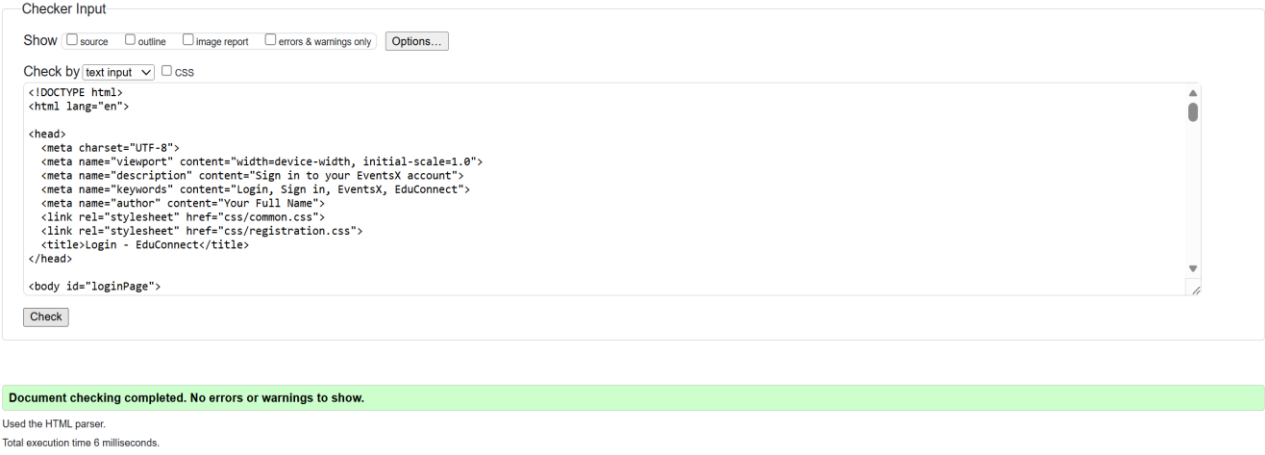 Checker Input
Show source outline image report errors & warnings only Options...
Check by text input CSS
<!DOCTYPE html>
<html lang="en">
<head>
<meta charset="UTF-8">
<meta name="viewport" content="width=device-width, initial-scale=1.0">
<meta name="description" content="Sign in to your EventsX account">
<meta name="keywords" content="Login, Sign in, EventsX, EduConnect">
<meta name="author" content="Your Full Name">
<link rel="stylesheet" href="css/common.css">
<link rel="stylesheet" href="css/registration.css">
<title>Login - EduConnect</title>
</head>
<body id="loginPage">
Check
Document checking completed. No errors or warnings to show.
Used the HTML parser.
Total execution time 6 milliseconds.